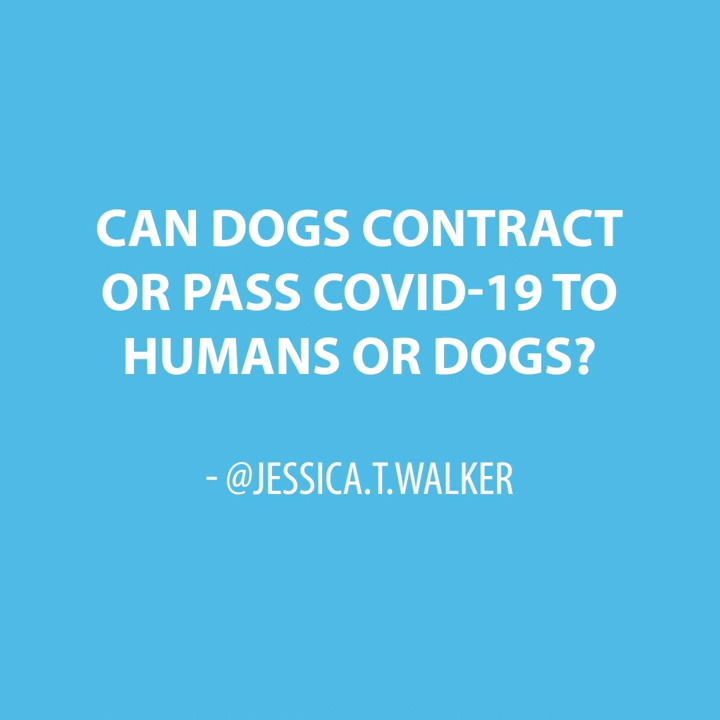 CAN DOGS CONTRACT
OR PASS COVID-19 TO
HUMANS OR DOGS?
- @JESSICA.T.WALKER